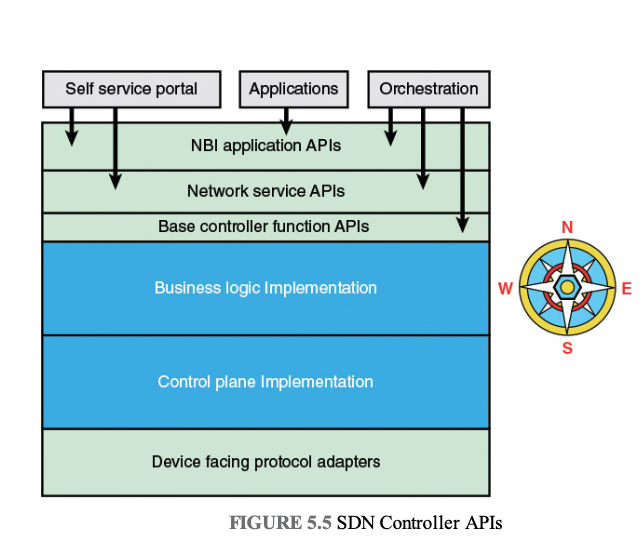 Self service portal
Applications
Orchestration
NBI application APIs
Network service APIs
Base controller function APIs
Business logic Implementation
Control plane Implementation
Device facing protocol adapters
N
W
E
S
FIGURE 5.5 SDN Controller APIs